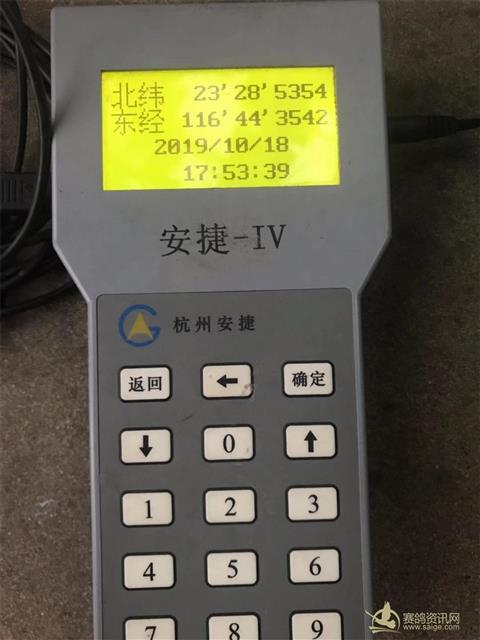 北纬 23'28'5354
东经 116'44'3542
2019/10/18
17:53:39
安捷-IV
杭州安捷
返回 ← 确定
↓ 0 ↑
1 2 3
4 5 6
7 8 9
赛鸽资讯网
www.saige.com